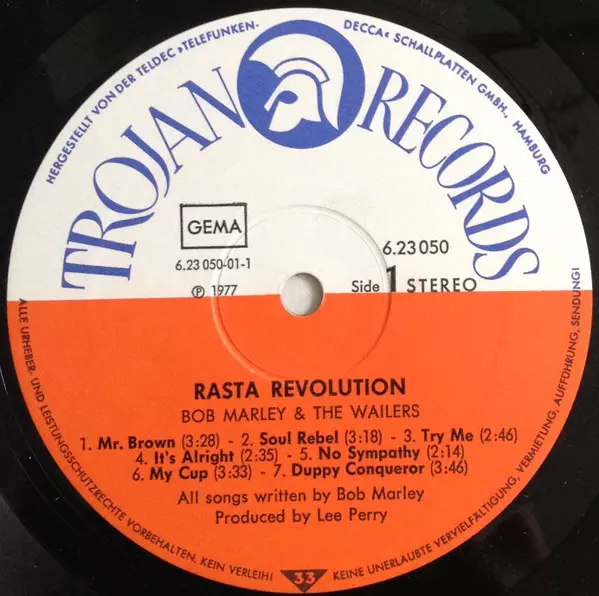 HERGESTELLT VON DER TELDEC »TELEFUNKEN-DECCA« SCHALLPLATTEN GMBH., HAMBURG
TROJAN RECORDS
GEMA
6.23 050-01-1
℗ 1977
6.23 050
Side 1 STEREO
RASTA REVOLUTION
BOB MARLEY & THE WAILERS
1. Mr. Brown (3:28) - 2. Soul Rebel (3:18) - 3. Try Me (2:46)
4. It's Alright (2:35) - 5. No Sympathy (2:14)
6. My Cup (3:33) - 7. Duppy Conqueror (3:46)
All songs written by Bob Marley
Produced by Lee Perry
ALLE URHEBER- UND LEISTUNGSSCHUTZRECHTE VORBEHALTEN, KEIN VERLEIH!
33
KEINE UNERLAUBTE VERVIELFÄLTIGUNG, VERMIETUNG, AUFFÜHRUNG, SENDUNG!